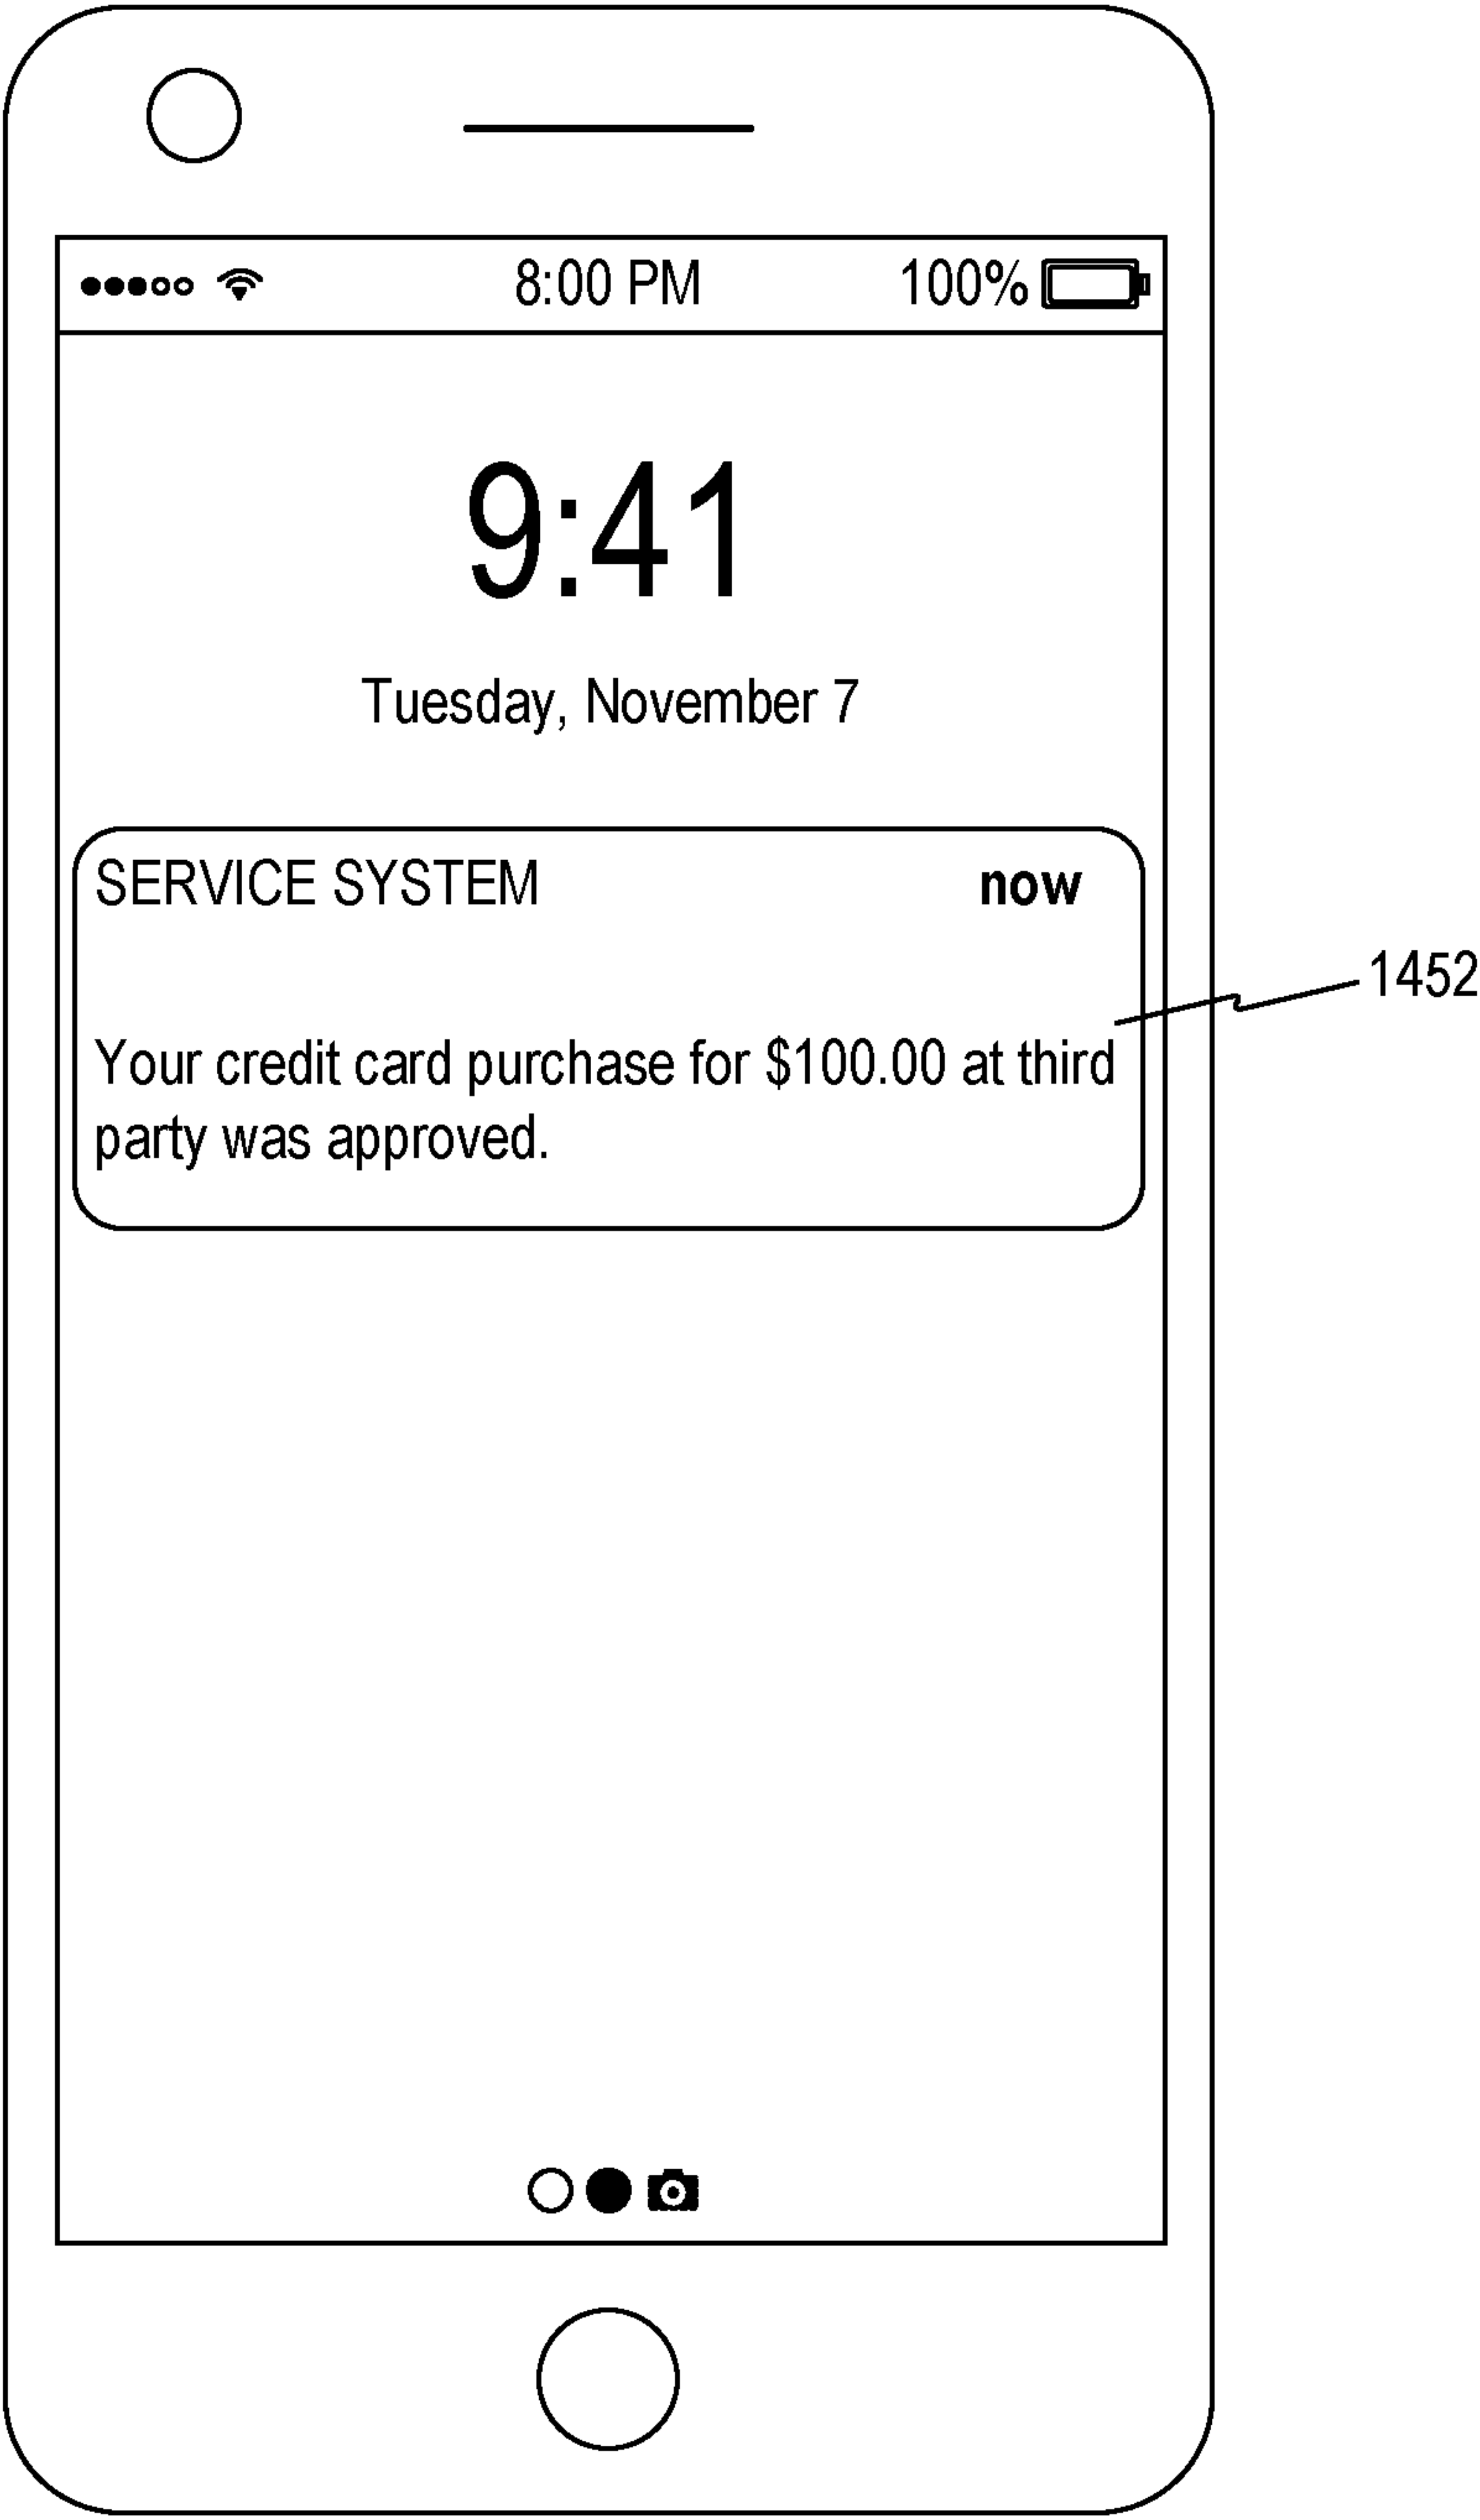 8:00 PM 100%
9:41
Tuesday, November 7
SERVICE SYSTEM now
1452
Your credit card purchase for $100.00 at third
party was approved.